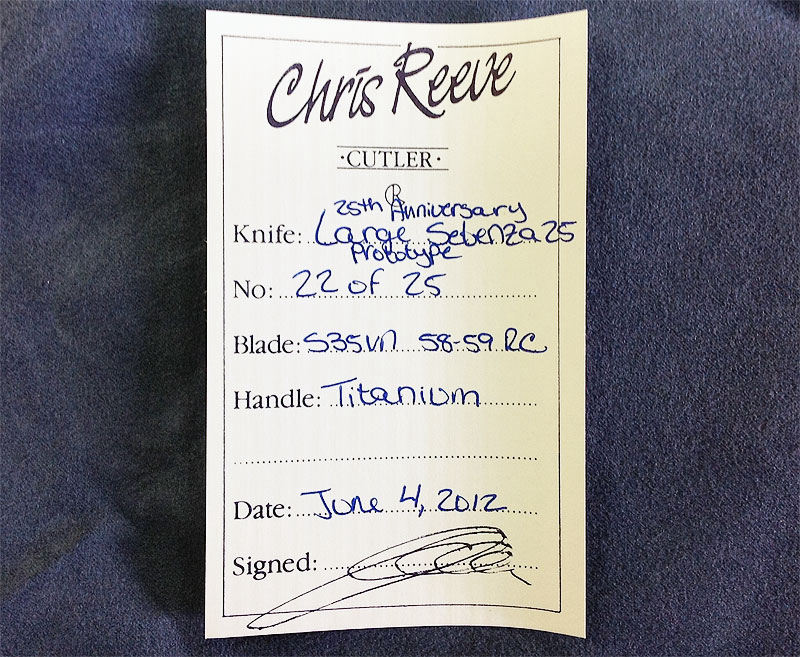 Chris Reeve
·CUTLER·
25th Anniversary
Knife: Large Sebenza 25
Prototype
No: 22 of 25
Blade: S35VN 58-59 RC
Handle: Titanium
Date: June 4, 2012
Signed: